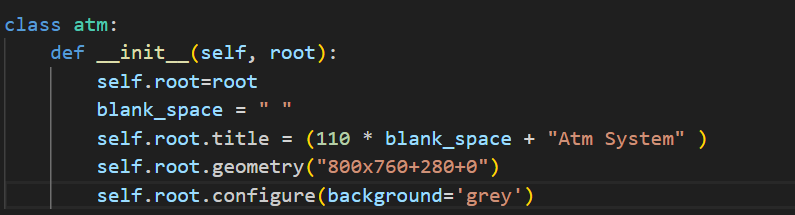 class atm:
    def __init__(self, root):
        self.root=root
        blank_space = " "
        self.root.title = (110 * blank_space + "Atm System" )
        self.root.geometry("800x760+280+0")
        self.root.configure(background='grey')